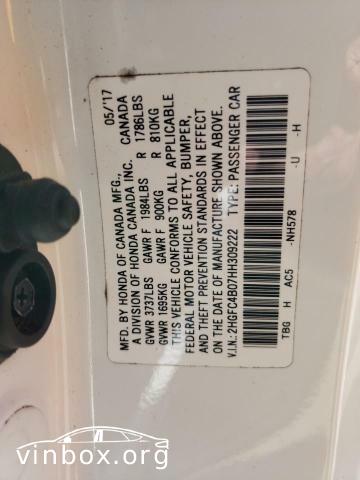 MFD. BY HONDA OF CANADA MFG., 05/'17
A DIVISION OF HONDA CANADA INC. CANADA
GVWR 3737LBS GAWR F 1984LBS R 1786LBS
GVWR 1695KG GAWR F 900KG R 810KG
THIS VEHICLE CONFORMS TO ALL APPLICABLE
FEDERAL MOTOR VEHICLE SAFETY, BUMPER,
AND THEFT PREVENTION STANDARDS IN EFFECT
ON THE DATE OF MANUFACTURE SHOWN ABOVE.
V.I.N.: 2HGFC4B07HH309222 TYPE: PASSENGER CAR
TBG H AC5 -NH578 -U -H
vinbox.org